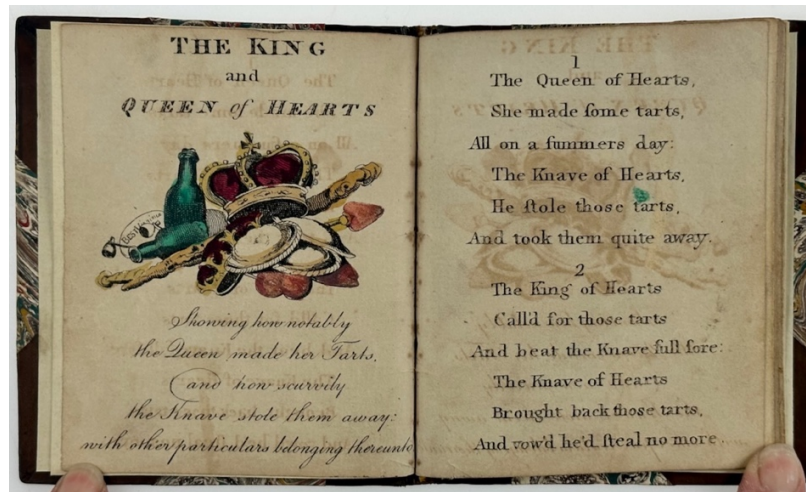 THE KING
and
QUEEN of HEARTS
Showing how notably
the Queen made her Tarts,
and how scurvily
the Knave stole them away:
with other particulars belonging thereunto
1
The Queen of Hearts,
She made ſome tarts,
All on a ſummers day:
The Knave of Hearts,
He ſtole those tarts,
And took them quite away.
2
The King of Hearts
Call'd for those tarts
And beat the Knave full ſore:
The Knave of Hearts
Brought back those tarts,
And vow'd he'd ſteal no more.